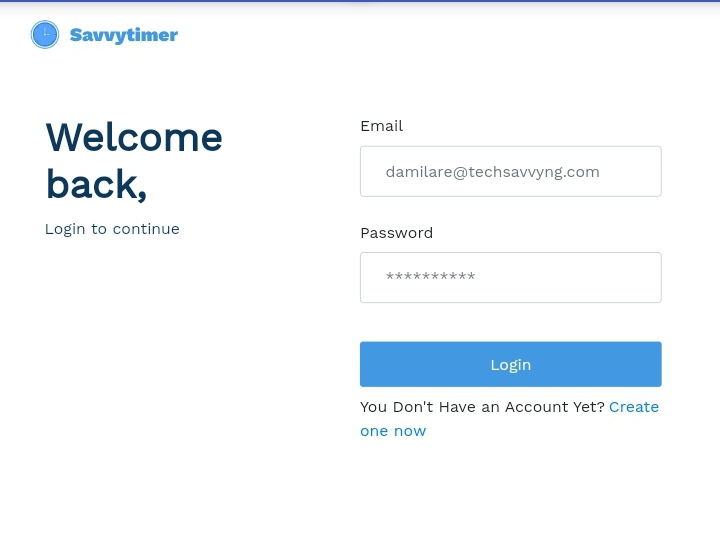 Savvytimer
Welcome
back,
Login to continue
Email
damilare@techsavvyng.com
Password
**********
Login
You Don't Have an Account Yet? Create
one now